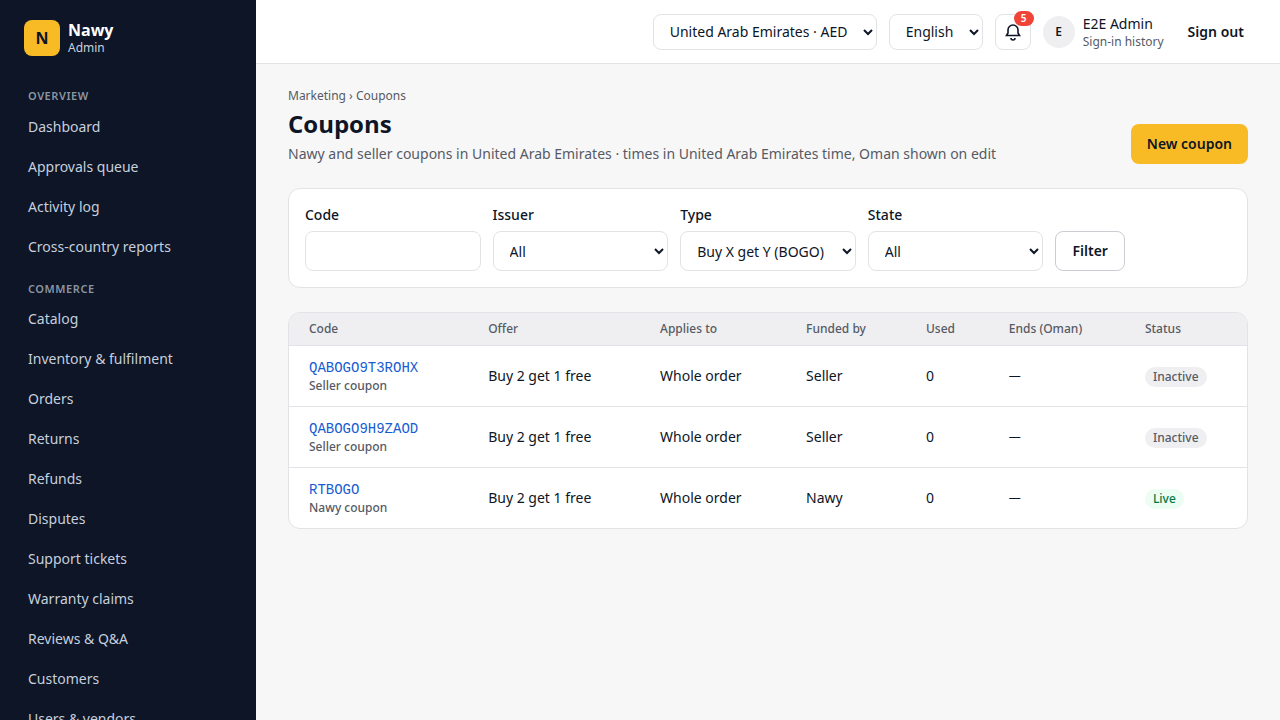 N
Nawy
Admin
OVERVIEW
Dashboard
Approvals queue
Activity log
Cross-country reports
COMMERCE
Catalog
Inventory & fulfilment
Orders
Returns
Refunds
Disputes
Support tickets
Warranty claims
Reviews & Q&A
Customers
Users & vendors
United Arab Emirates · AED
English
5
E
E2E Admin
Sign-in history
Sign out
Marketing › Coupons
Coupons
Nawy and seller coupons in United Arab Emirates · times in United Arab Emirates time, Oman shown on edit
New coupon
Code Issuer Type State
All Buy X get Y (BOGO) All Filter
Code Offer Applies to Funded by Used Ends (Oman) Status
QABOGO9T3ROHX Buy 2 get 1 free Whole order Seller 0 — Inactive
Seller coupon
QABOGO9H9ZAOD Buy 2 get 1 free Whole order Seller 0 — Inactive
Seller coupon
RTBOGO Buy 2 get 1 free Whole order Nawy 0 — Live
Nawy coupon